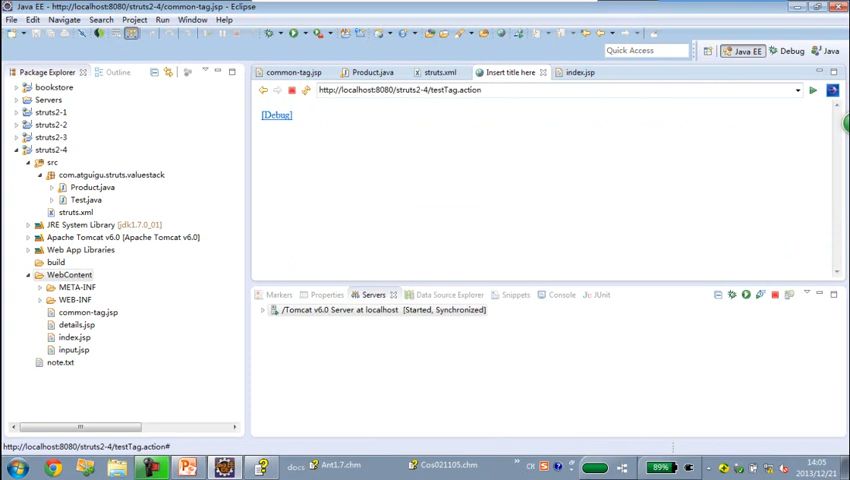 Java EE - http://localhost:8080/struts2-4/common-tag.jsp - Eclipse
File Edit Navigate Search Project Run Window Help
Quick Access
Java EE Debug Java
Package Explorer Outline
common-tag.jsp Product.java struts.xml Insert title here index.jsp
http://localhost:8080/struts2-4/testTag.action
[Debug]
bookstore
Servers
struts2-1
struts2-2
struts2-3
struts2-4
src
com.atguigu.struts.valuestack
Product.java
Test.java
struts.xml
JRE System Library [jdk1.7.0_01]
Apache Tomcat v6.0 [Apache Tomcat v6.0]
Web App Libraries
build
WebContent
META-INF
WEB-INF
common-tag.jsp
details.jsp
index.jsp
input.jsp
note.txt
Markers Properties Servers Data Source Explorer Snippets Console JUnit
/Tomcat v6.0 Server at localhost [Started, Synchronized]
http://localhost:8080/struts2-4/testTag.action#
docs Ant1.7.chm Cos021105.chm » CH 89% 14:05
2013/12/21